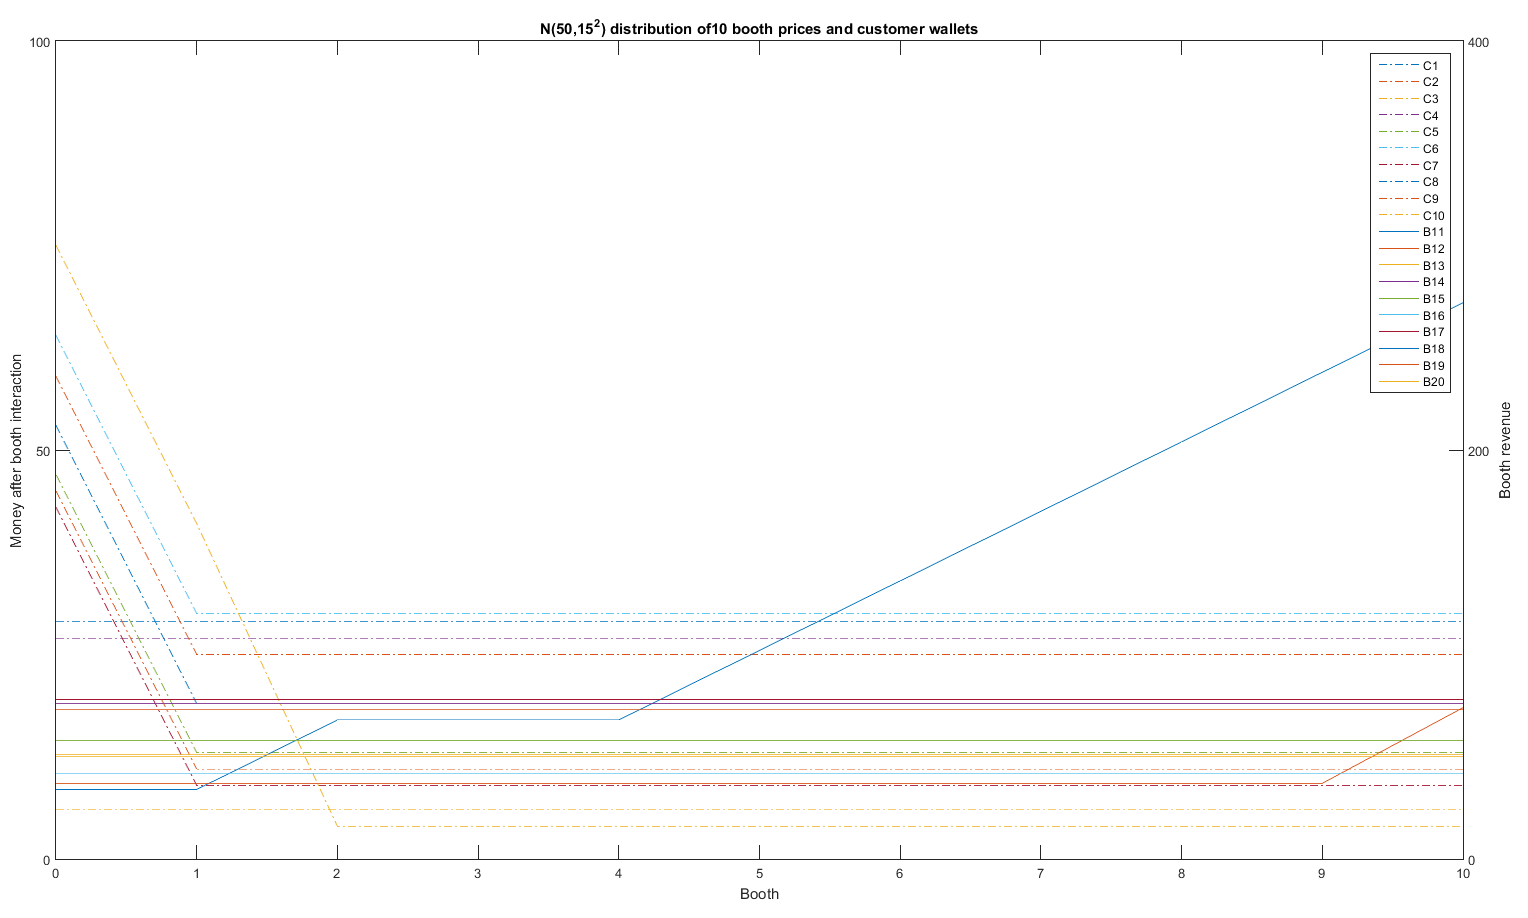 N(50,15²) distribution of10 booth prices and customer wallets
100
50
0
Money after booth interaction
400
200
0
Booth revenue
C1
C2
C3
C4
C5
C6
C7
C8
C9
C10
B11
B12
B13
B14
B15
B16
B17
B18
B19
B20
0 1 2 3 4 5 6 7 8 9 10
Booth